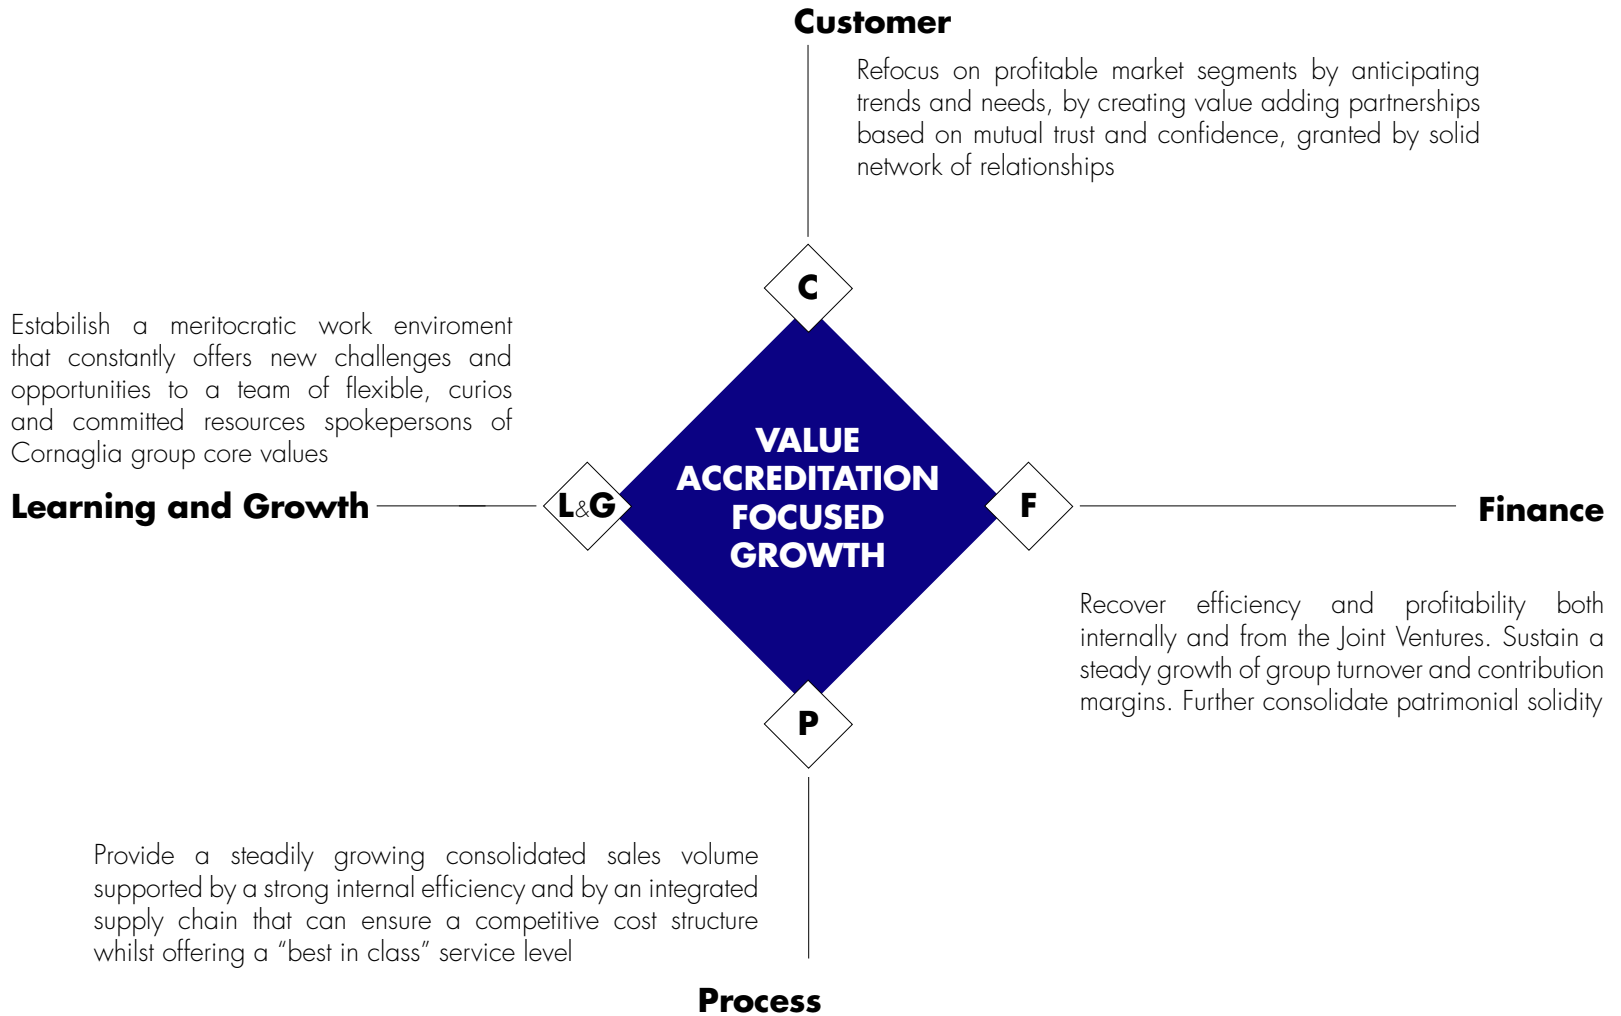 Customer
Refocus on profitable market segments by anticipating
trends and needs, by creating value adding partnerships
based on mutual trust and confidence, granted by solid
network of relationships
C
Estabilish a meritocratic work enviroment
that constantly offers new challenges and
opportunities to a team of flexible, curios
and committed resources spokepersons of
Cornaglia group core values
Learning and Growth
L&G
VALUE
ACCREDITATION
FOCUSED
GROWTH
F
Finance
Recover efficiency and profitability both
internally and from the Joint Ventures. Sustain a
steady growth of group turnover and contribution
margins. Further consolidate patrimonial solidity
P
Provide a steadily growing consolidated sales volume
supported by a strong internal efficiency and by an integrated
supply chain that can ensure a competitive cost structure
whilst offering a “best in class” service level
Process